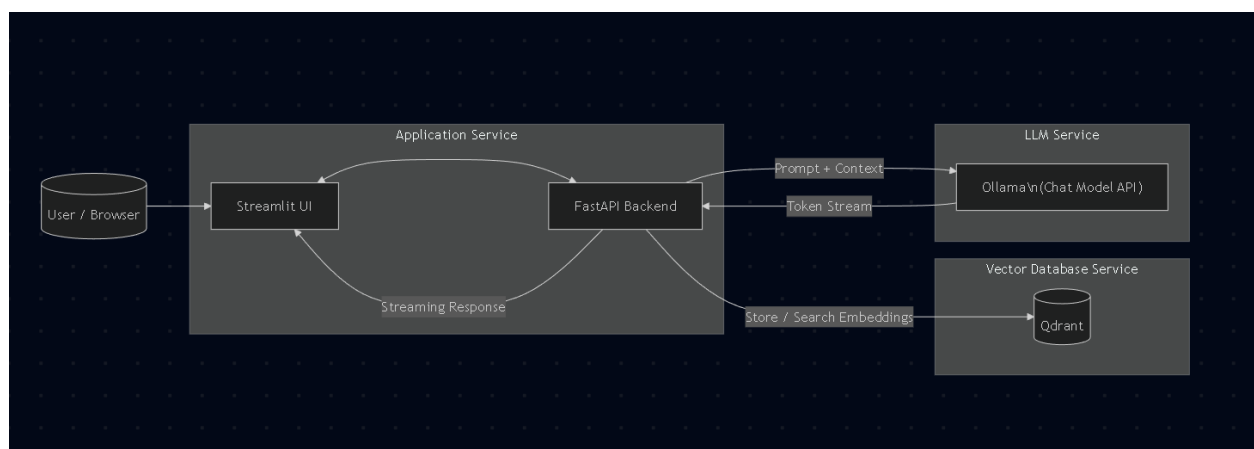 Application Service
LLM Service
User / Browser
Streamlit UI
FastAPI Backend
Prompt + Context
Token Stream
Ollama\n(Chat Model API)
Streaming Response
Store / Search Embeddings
Vector Database Service
Qdrant